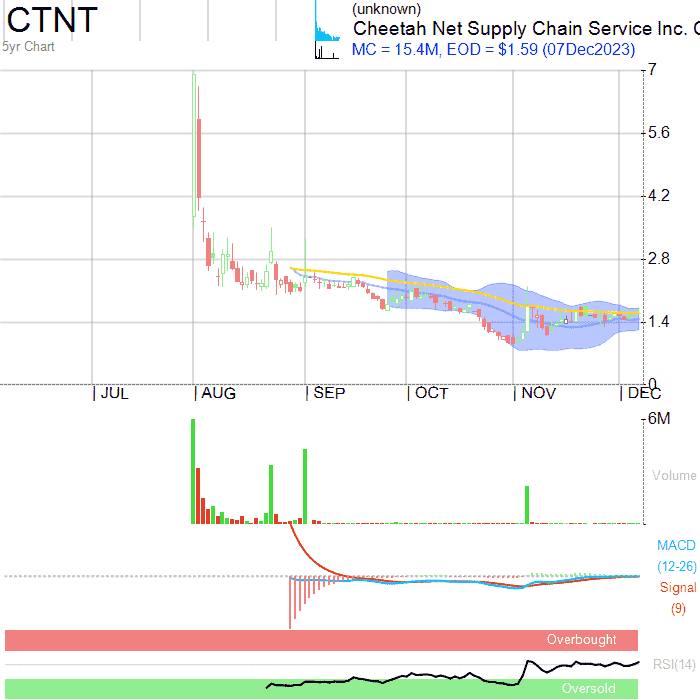 CTNT
5yr Chart
(unknown)
Cheetah Net Supply Chain Service Inc. C
MC = 15.4M, EOD = $1.59 (07Dec2023)
7
5.6
4.2
2.8
1.4
0
JUL AUG SEP OCT NOV DEC
6M
Volume
MACD
(12-26)
Signal
(9)
Overbought
RSI(14)
Oversold